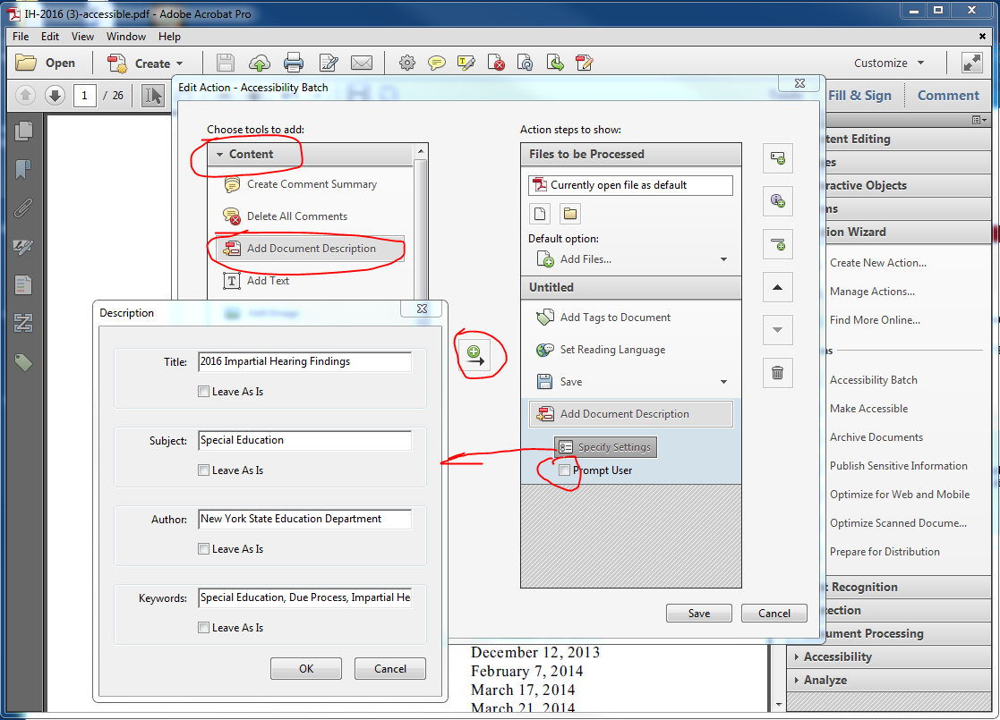 IH-2016 (3)-accessible.pdf - Adobe Acrobat Pro
File Edit View Window Help
Open Create Customize
1 / 26
Fill & Sign Comment
Edit Action - Accessibility Batch
Choose tools to add:
Content
Create Comment Summary
Delete All Comments
Add Document Description
Add Text
Action steps to show:
Files to be Processed
Currently open file as default
Default option:
Add Files...
Untitled
Add Tags to Document
Set Reading Language
Save
Add Document Description
Specify Settings
Prompt User
Save Cancel
Description
Title: 2016 Impartial Hearing Findings
Leave As Is
Subject: Special Education
Leave As Is
Author: New York State Education Department
Leave As Is
Keywords: Special Education, Due Process, Impartial He
Leave As Is
OK Cancel
tent Editing
es
ractive Objects
ms
ion Wizard
Create New Action...
Manage Actions...
Find More Online...
ns
Accessibility Batch
Make Accessible
Archive Documents
Publish Sensitive Information
Optimize for Web and Mobile
Optimize Scanned Docume...
Prepare for Distribution
t Recognition
tection
ument Processing
Accessibility
Analyze
December 12, 2013
February 7, 2014
March 17, 2014
March 21, 2014